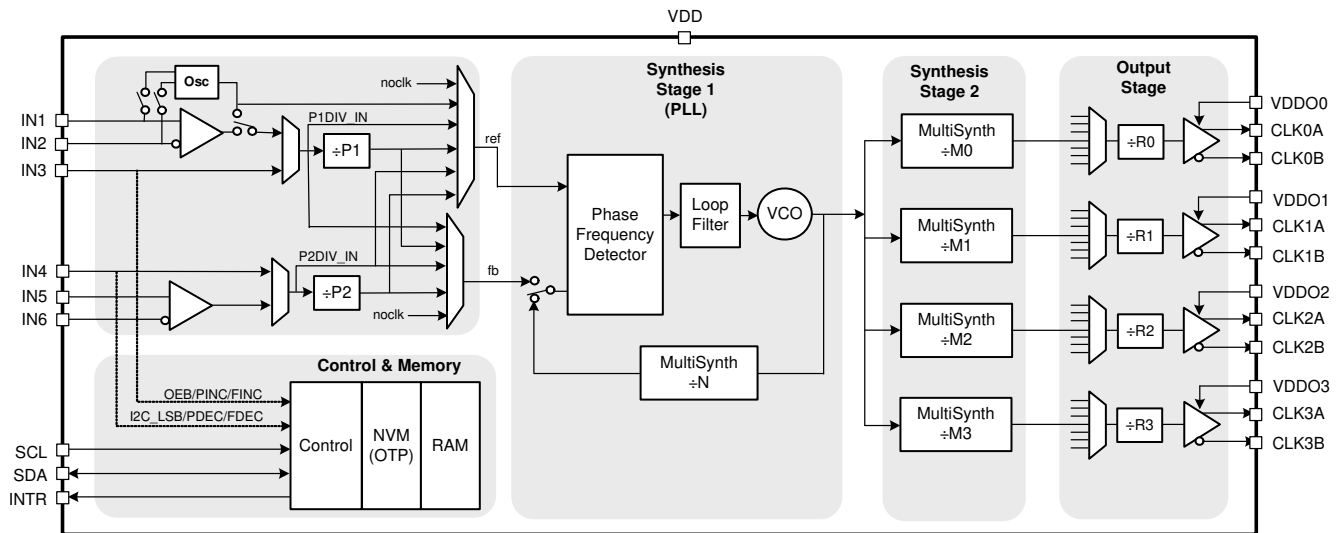 VDD
Osc
noclk
IN1
IN2
IN3
P1DIV_IN
÷P1
ref
IN4
IN5
IN6
P2DIV_IN
÷P2
fb
noclk
Synthesis
Stage 1
(PLL)
Phase
Frequency
Detector
Loop
Filter
VCO
MultiSynth
÷N
Synthesis
Stage 2
MultiSynth
÷M0
MultiSynth
÷M1
MultiSynth
÷M2
MultiSynth
÷M3
Output
Stage
÷R0
÷R1
÷R2
÷R3
VDDO0
CLK0A
CLK0B
VDDO1
CLK1A
CLK1B
VDDO2
CLK2A
CLK2B
VDDO3
CLK3A
CLK3B
Control & Memory
OEB/PINC/FINC
I2C_LSB/PDEC/FDEC
Control
NVM
(OTP)
RAM
SCL
SDA
INTR